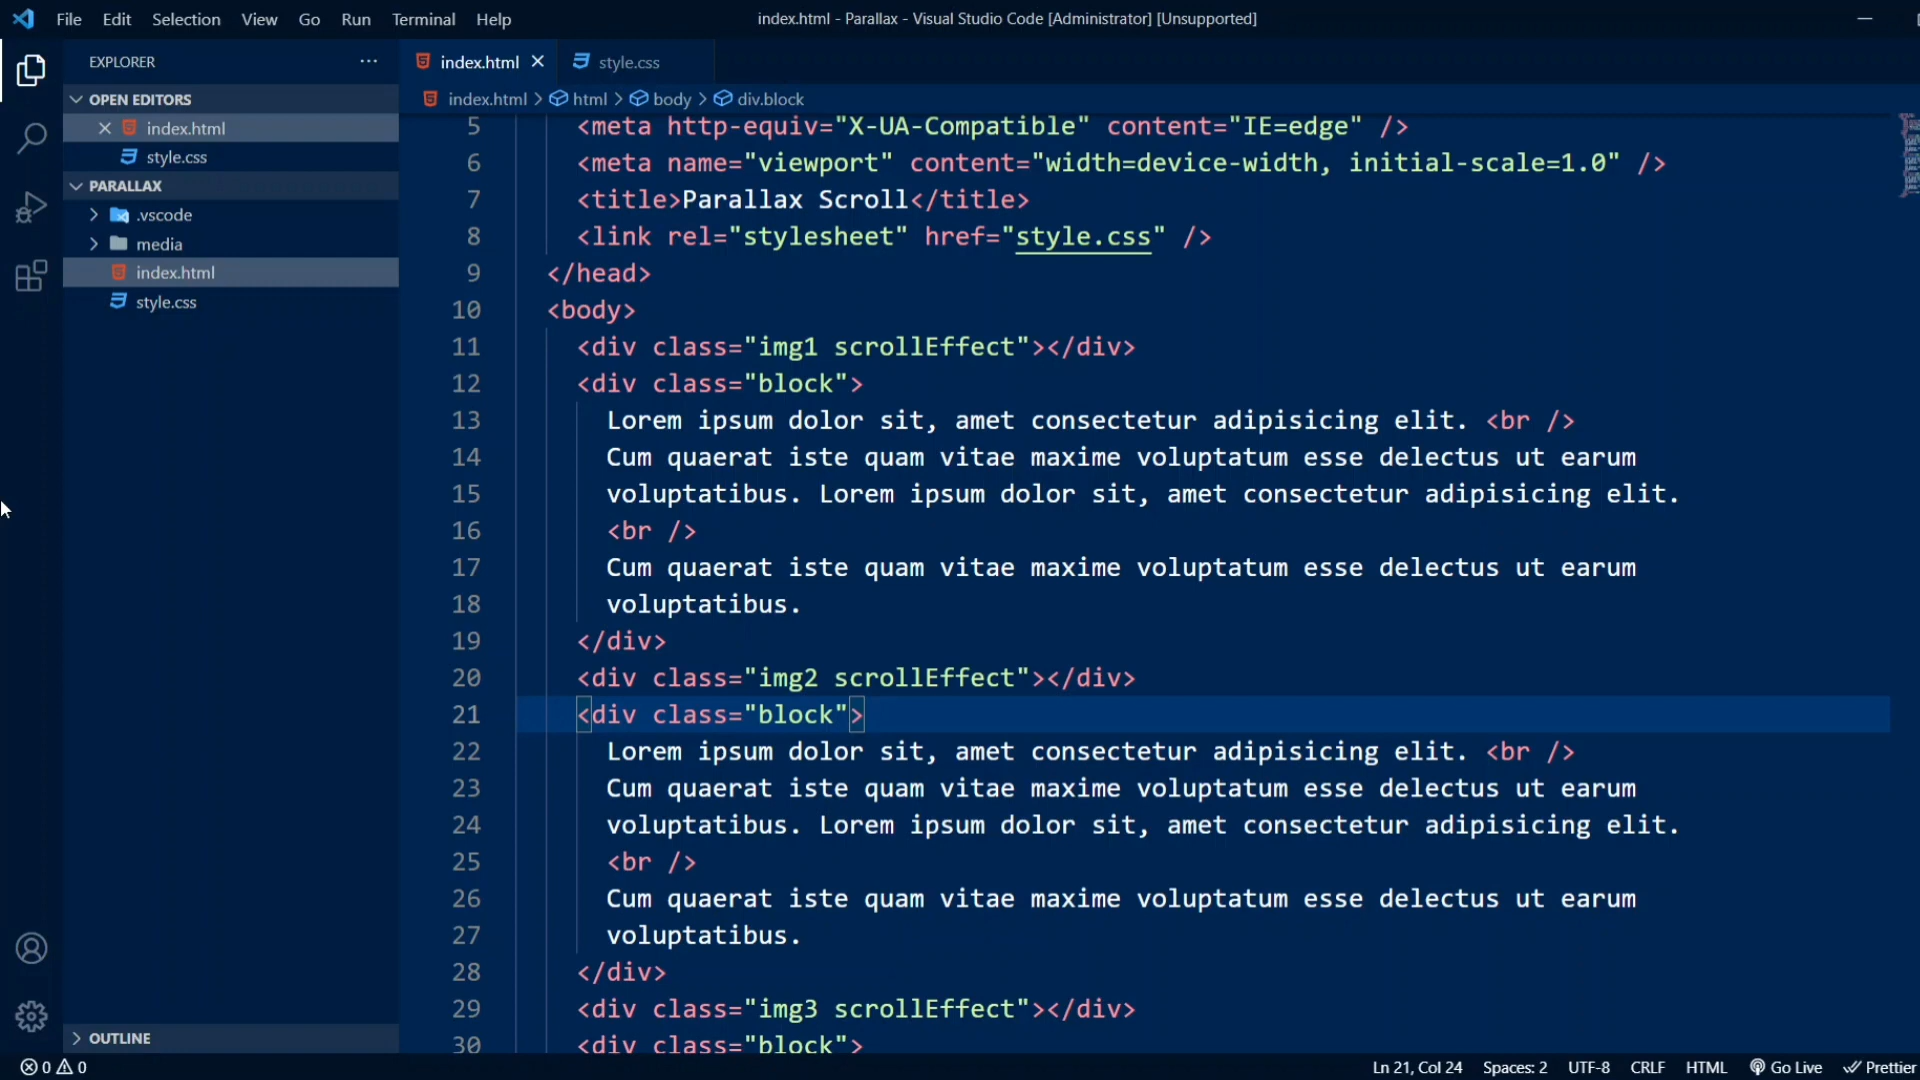 File Edit Selection View Go Run Terminal Help
index.html - Parallax - Visual Studio Code [Administrator] [Unsupported]
EXPLORER
OPEN EDITORS
index.html
style.css
PARALLAX
.vscode
media
index.html
style.css
OUTLINE
index.html style.css
index.html > html > body > div.block
5 <meta http-equiv="X-UA-Compatible" content="IE=edge" />
6 <meta name="viewport" content="width=device-width, initial-scale=1.0" />
7 <title>Parallax Scroll</title>
8 <link rel="stylesheet" href="style.css" />
9 </head>
10 <body>
11 <div class="img1 scrollEffect"></div>
12 <div class="block">
13 Lorem ipsum dolor sit, amet consectetur adipisicing elit. <br />
14 Cum quaerat iste quam vitae maxime voluptatum esse delectus ut earum
15 voluptatibus. Lorem ipsum dolor sit, amet consectetur adipisicing elit.
16 <br />
17 Cum quaerat iste quam vitae maxime voluptatum esse delectus ut earum
18 voluptatibus.
19 </div>
20 <div class="img2 scrollEffect"></div>
21 <div class="block">
22 Lorem ipsum dolor sit, amet consectetur adipisicing elit. <br />
23 Cum quaerat iste quam vitae maxime voluptatum esse delectus ut earum
24 voluptatibus. Lorem ipsum dolor sit, amet consectetur adipisicing elit.
25 <br />
26 Cum quaerat iste quam vitae maxime voluptatum esse delectus ut earum
27 voluptatibus.
28 </div>
29 <div class="img3 scrollEffect"></div>
30 <div class="block">
0 0 Ln 21, Col 24 Spaces: 2 UTF-8 CRLF HTML Go Live Prettier